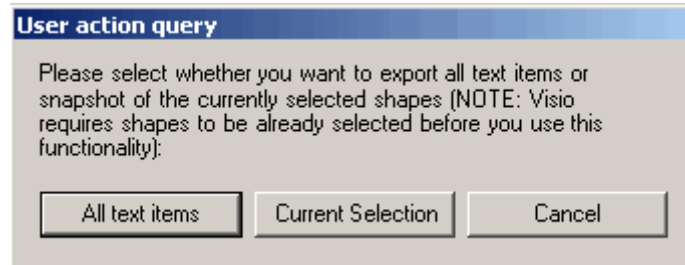 User action query
Please select whether you want to export all text items or
snapshot of the currently selected shapes (NOTE: Visio
requires shapes to be already selected before you use this
functionality):
All text items Current Selection Cancel